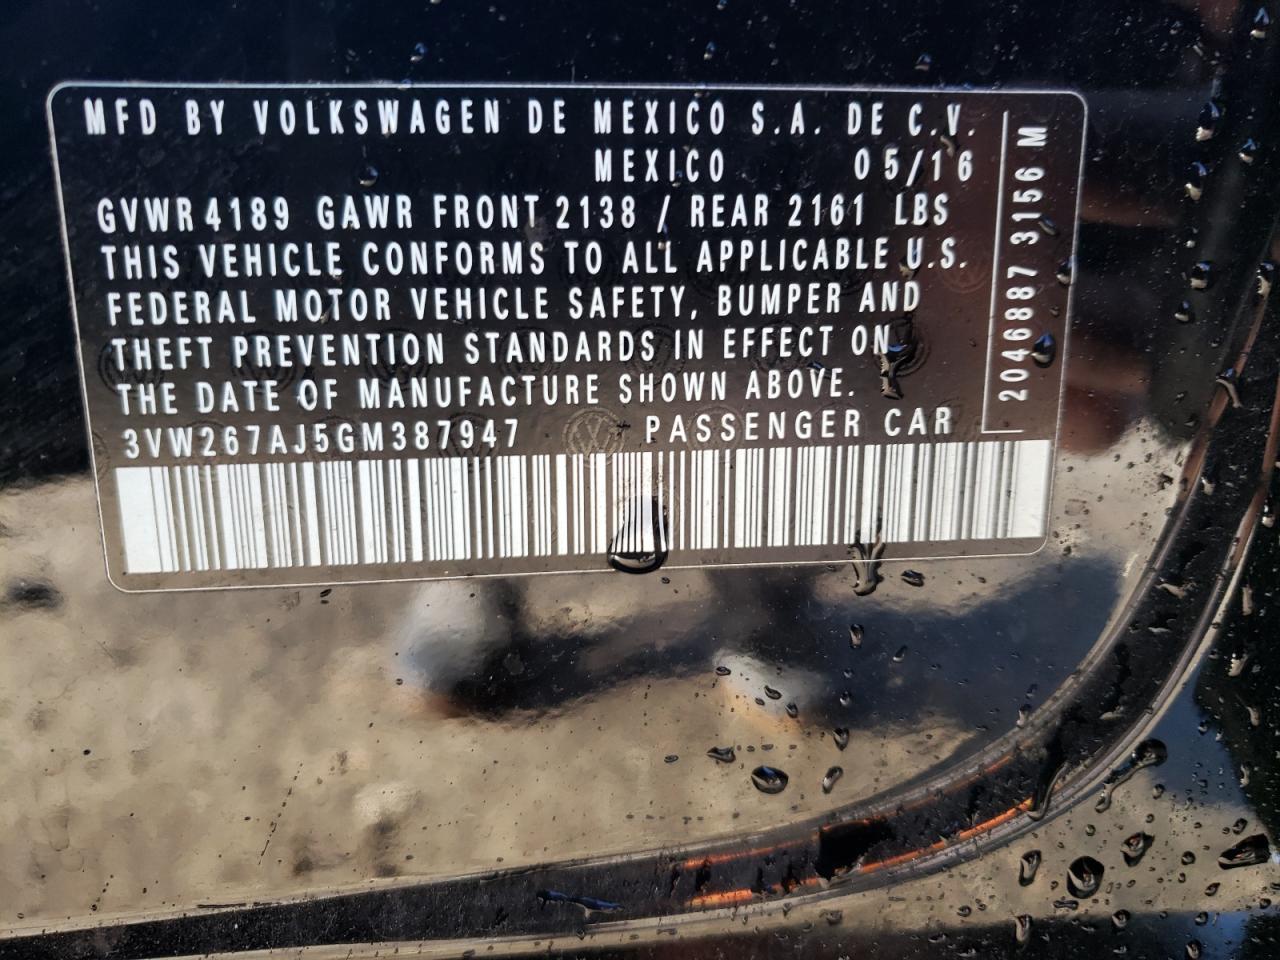 MFD BY VOLKSWAGEN DE MEXICO S.A. DE C.V.
MEXICO 05/16
GVWR 4189 GAWR FRONT 2138 / REAR 2161 LBS
THIS VEHICLE CONFORMS TO ALL APPLICABLE U.S.
FEDERAL MOTOR VEHICLE SAFETY, BUMPER AND
THEFT PREVENTION STANDARDS IN EFFECT ON
THE DATE OF MANUFACTURE SHOWN ABOVE.
3VW267AJ5GM387947 PASSENGER CAR
2046887 3156 M